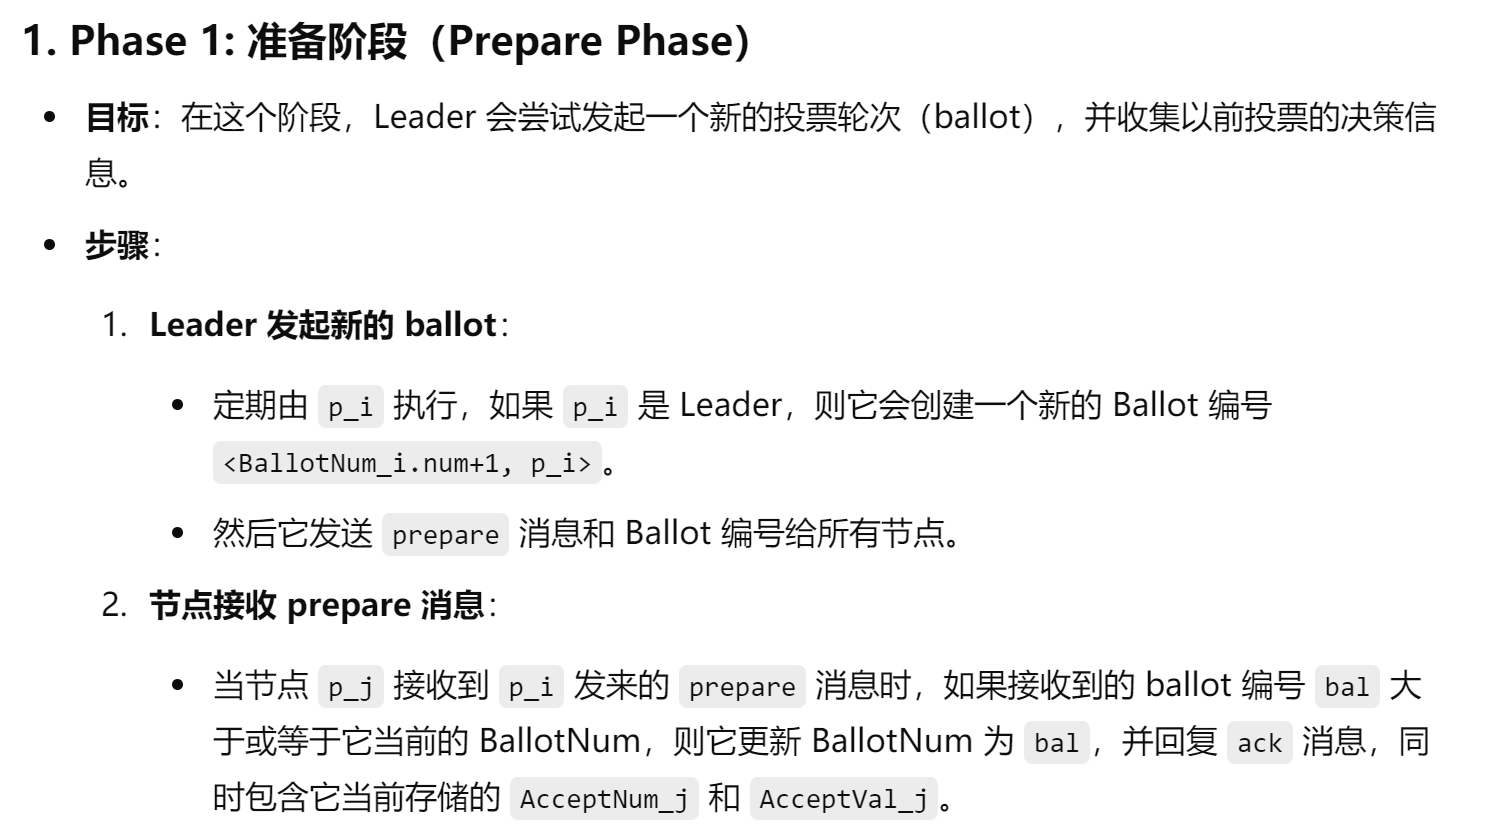 1. Phase 1: 准备阶段（Prepare Phase）
目标：在这个阶段，Leader 会尝试发起一个新的投票轮次（ballot），并收集以前投票的决策信
息。
步骤：
1. Leader 发起新的 ballot：
定期由 p_i 执行，如果 p_i 是 Leader，则它会创建一个新的 Ballot 编号
<BallotNum_i.num+1, p_i>。
然后它发送 prepare 消息和 Ballot 编号给所有节点。
2. 节点接收 prepare 消息：
当节点 p_j 接收到 p_i 发来的 prepare 消息时，如果接收到的 ballot 编号 bal 大
于或等于它当前的 BallotNum，则它更新 BallotNum 为 bal，并回复 ack 消息，同
时包含它当前存储的 AcceptNum_j 和 AcceptVal_j。